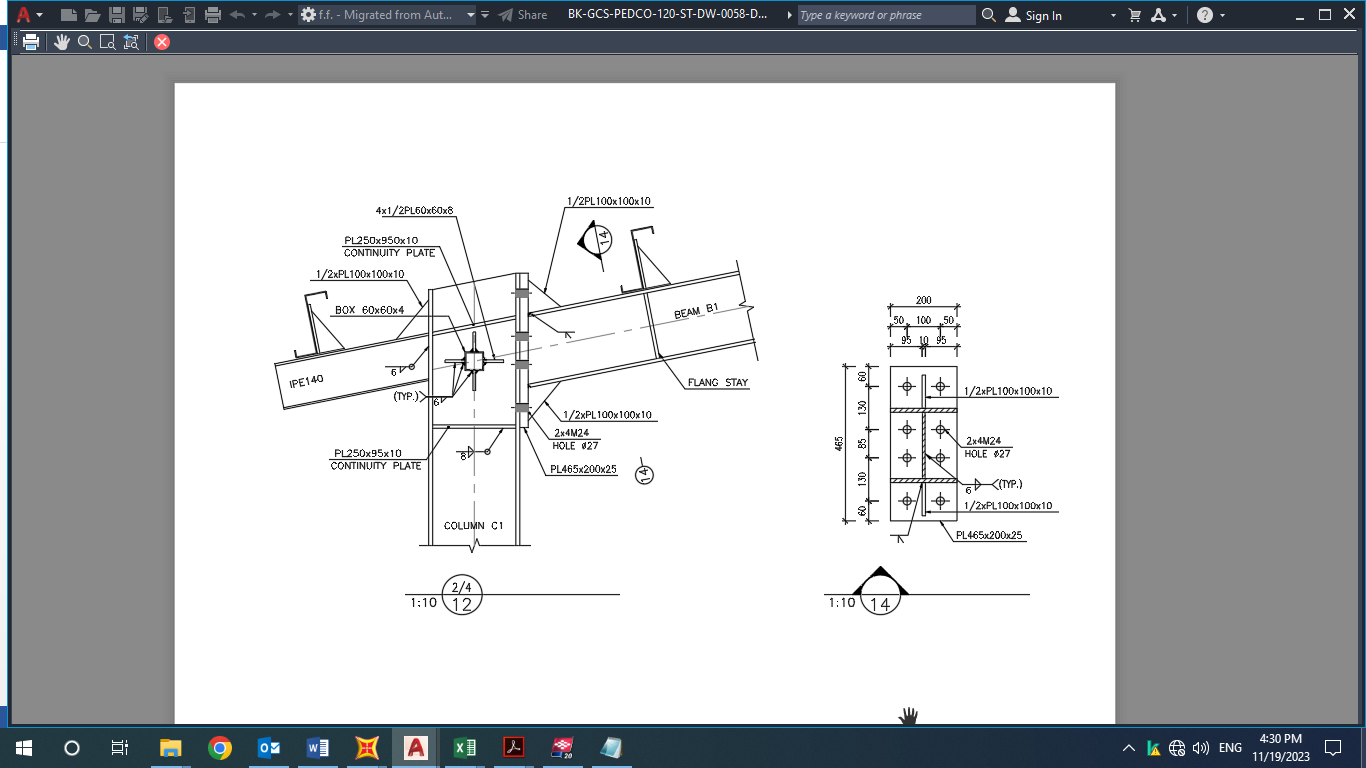 f.f. - Migrated from Aut...
Share
BK-GCS-PEDCO-120-ST-DW-0058-D...
Type a keyword or phrase
Sign In
1/2PL100x100x10
4x1/2PL60x60x8
14
PL250x950x10
CONTINUITY PLATE
1/2xPL100x100x10
BOX 60x60x4
BEAM B1
IPE140
6
(TYP.)
6
FLANG STAY
1/2xPL100x100x10
2x4M24
HOLE ø27
PL250x95x10
CONTINUITY PLATE
8
PL465x200x25
14
COLUMN C1
2/4
1:10
12
200
50
100
50
95
10
95
60
130
85
130
60
465
1/2xPL100x100x10
2x4M24
HOLE ø27
6
(TYP.)
1/2xPL100x100x10
PL465x200x25
1:10
14
20
ENG
4:30 PM
11/19/2023